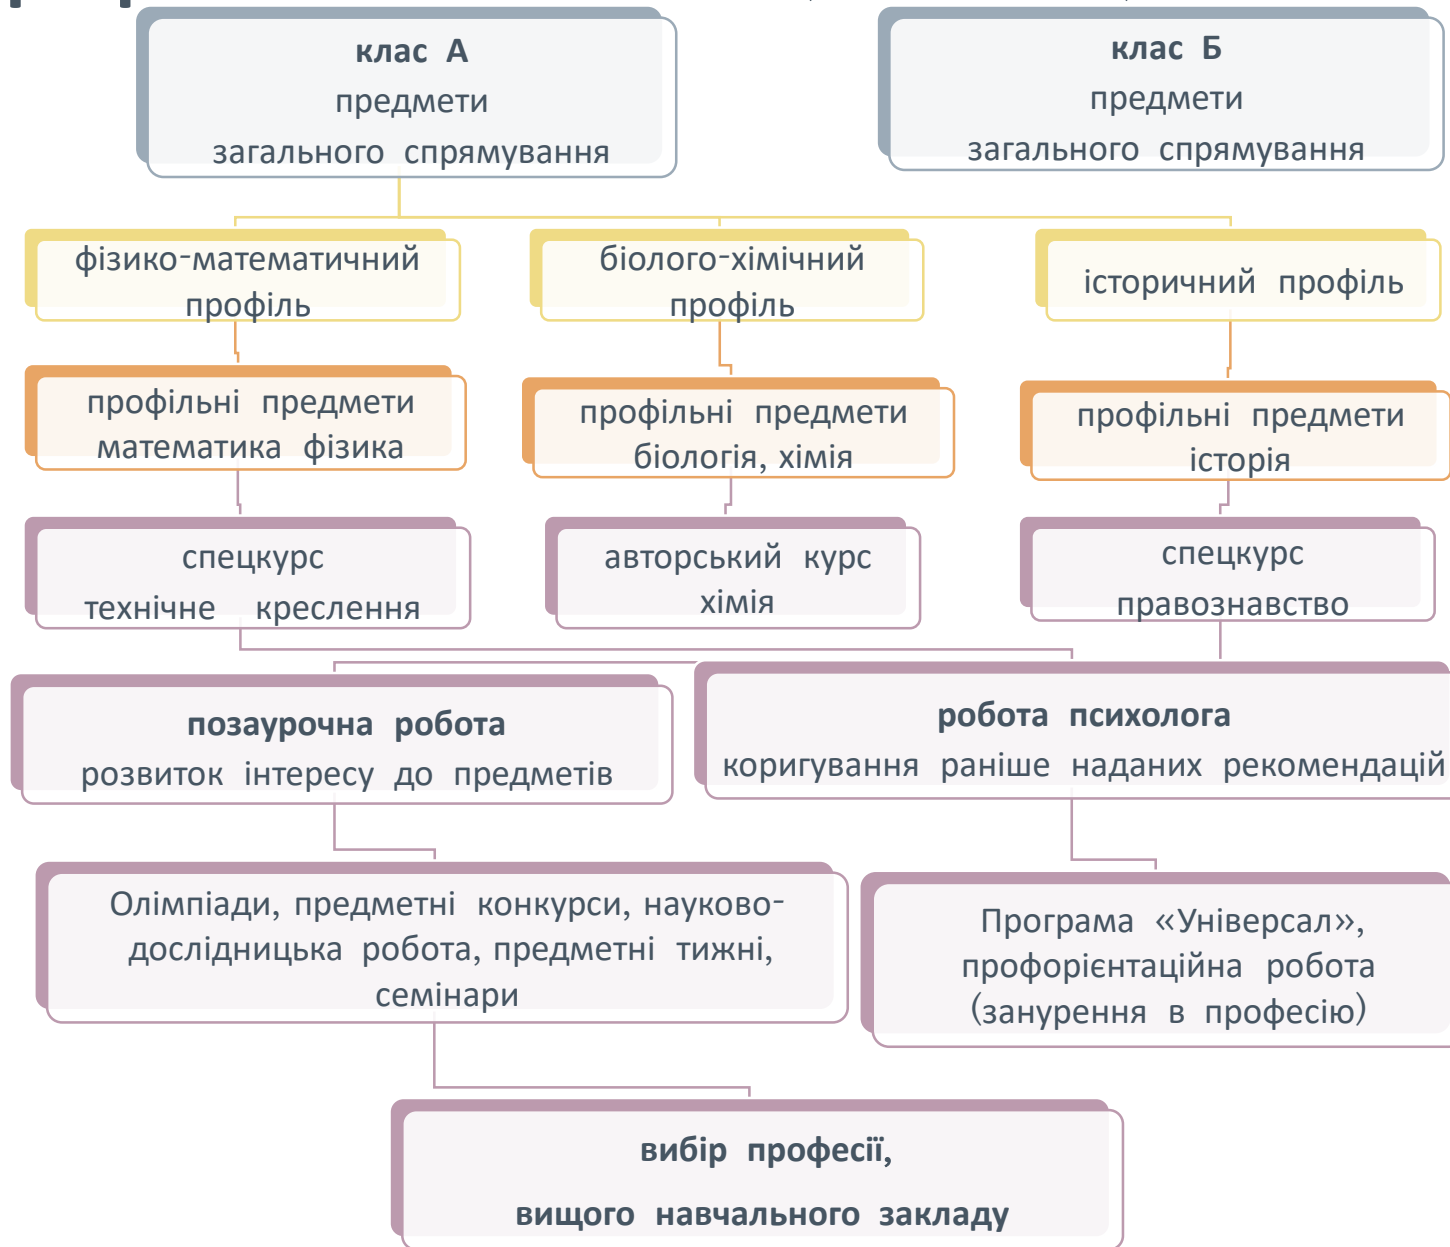 клас А
предмети
загального спрямування
клас Б
предмети
загального спрямування
фізико-математичний
профіль
біолого-хімічний
профіль
історичний профіль
профільні предмети
математика фізика
профільні предмети
біологія, хімія
профільні предмети
історія
спецкурс
технічне креслення
авторський курс
хімія
спецкурс
правознавство
позаурочна робота
розвиток інтересу до предметів
робота психолога
коригування раніше наданих рекомендацій
Олімпіади, предметні конкурси, науково-
дослідницька робота, предметні тижні,
семінари
Програма «Універсал»,
профорієнтаційна робота
(занурення в професію)
вибір професії,
вищого навчального закладу